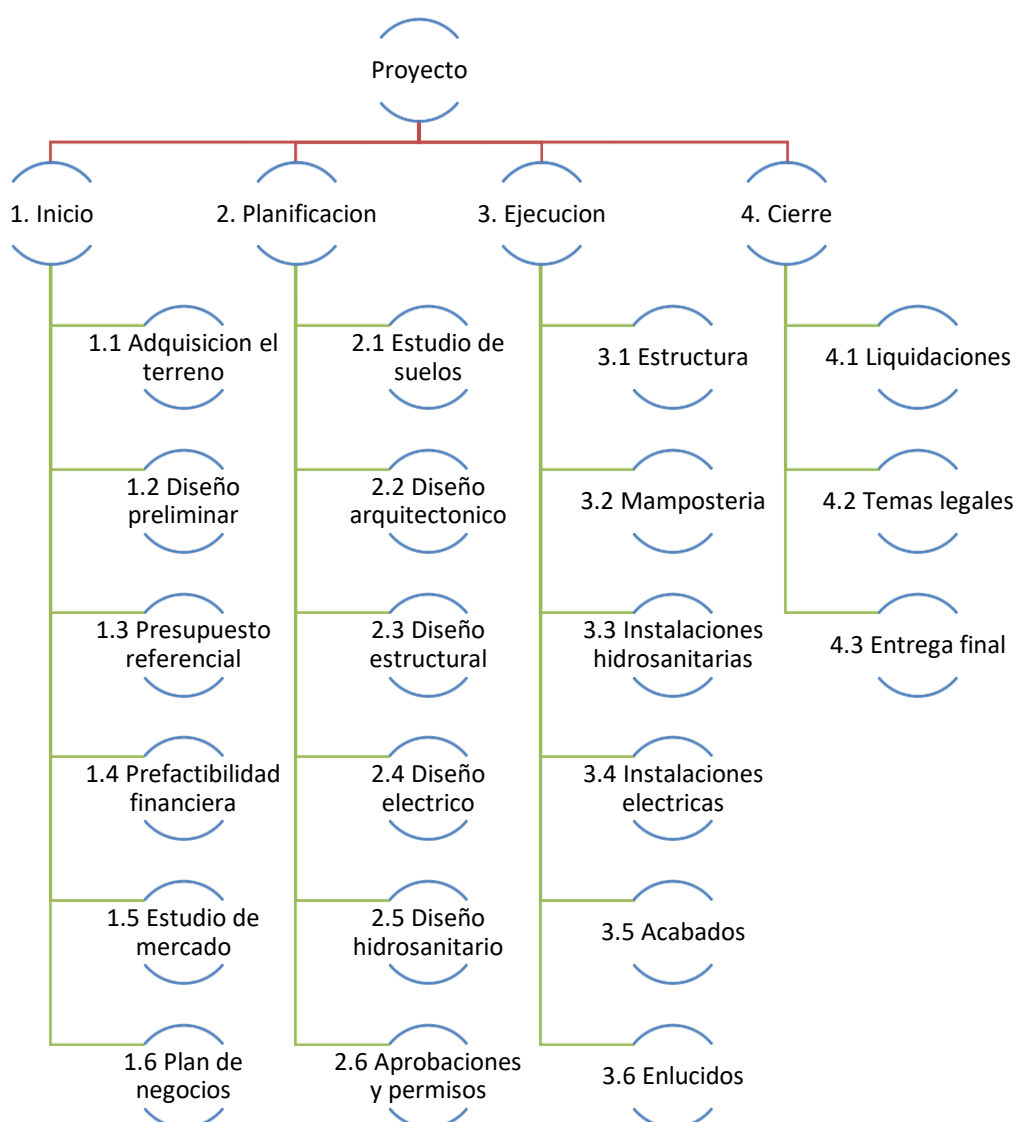 Proyecto
1. Inicio
2. Planificacion
3. Ejecucion
4. Cierre
1.1 Adquisicion el
terreno
1.2 Diseño
preliminar
1.3 Presupuesto
referencial
1.4 Prefactibilidad
financiera
1.5 Estudio de
mercado
1.6 Plan de
negocios
2.1 Estudio de
suelos
2.2 Diseño
arquitectonico
2.3 Diseño
estructural
2.4 Diseño
electrico
2.5 Diseño
hidrosanitario
2.6 Aprobaciones
y permisos
3.1 Estructura
3.2 Mamposteria
3.3 Instalaciones
hidrosanitarias
3.4 Instalaciones
electricas
3.5 Acabados
3.6 Enlucidos
4.1 Liquidaciones
4.2 Temas legales
4.3 Entrega final